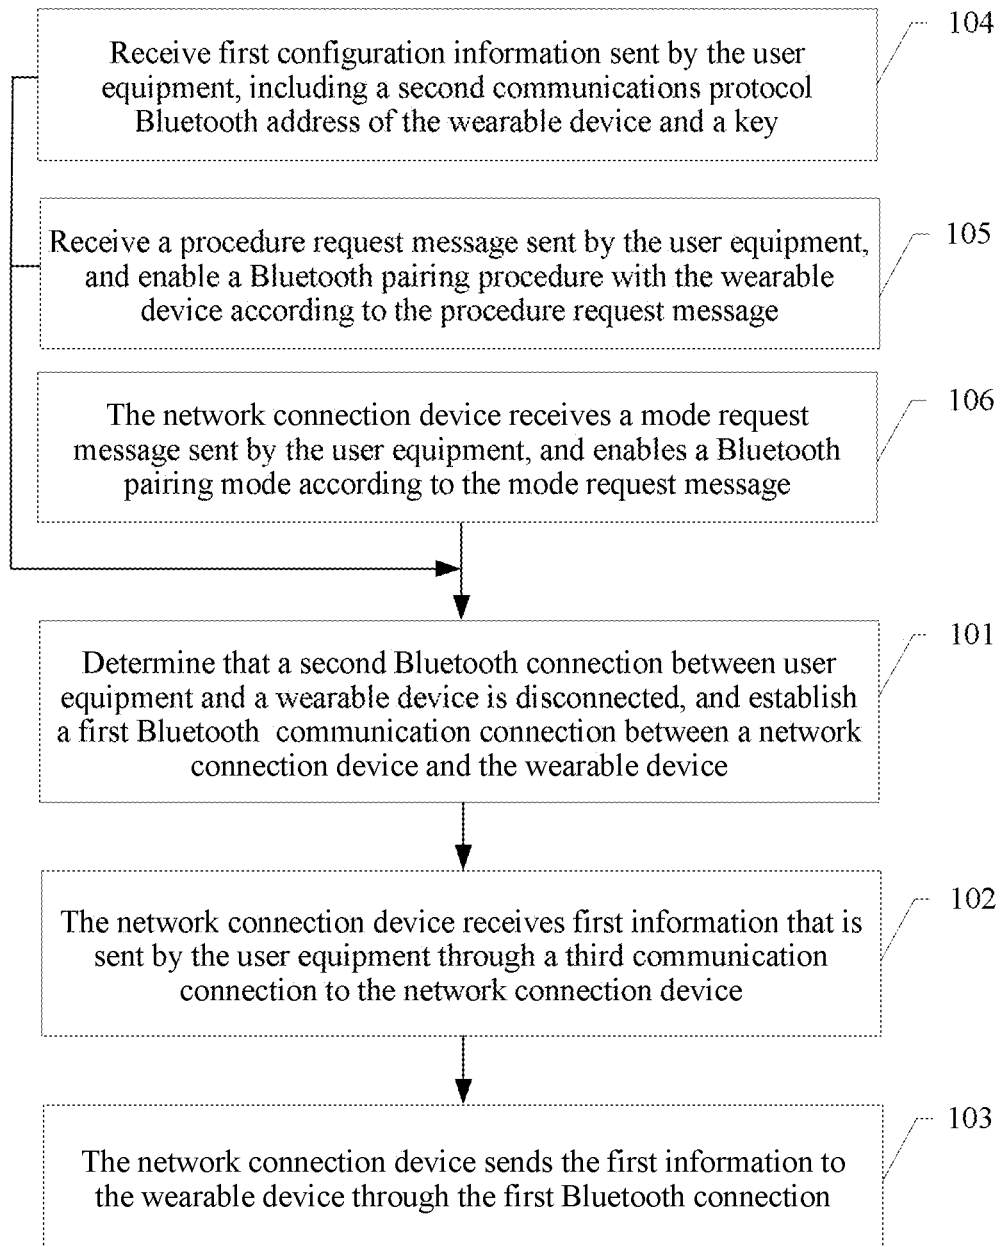 104
Receive first configuration information sent by the user
equipment, including a second communications protocol
Bluetooth address of the wearable device and a key
105
Receive a procedure request message sent by the user equipment,
and enable a Bluetooth pairing procedure with the wearable
device according to the procedure request message
106
The network connection device receives a mode request
message sent by the user equipment, and enables a Bluetooth
pairing mode according to the mode request message
101
Determine that a second Bluetooth connection between user
equipment and a wearable device is disconnected, and establish
a first Bluetooth communication connection between a network
connection device and the wearable device
102
The network connection device receives first information that is
sent by the user equipment through a third communication
connection to the network connection device
103
The network connection device sends the first information to
the wearable device through the first Bluetooth connection